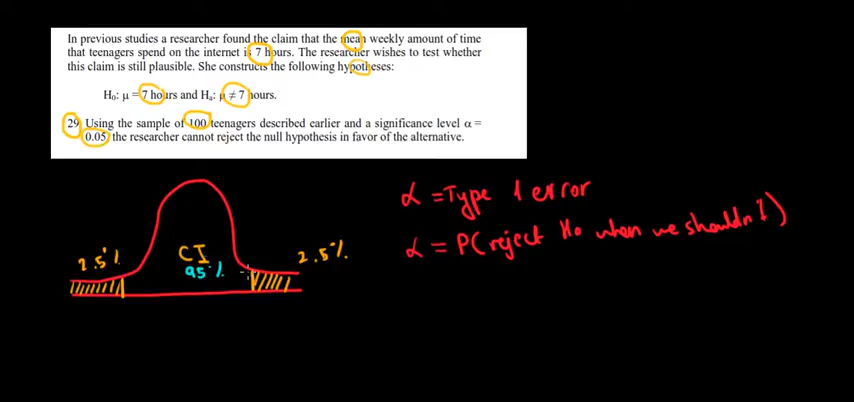 In previous studies a researcher found the claim that the mean weekly amount of time
that teenagers spend on the internet is 7 hours. The researcher wishes to test whether
this claim is still plausible. She constructs the following hypotheses:
H₀: μ = 7 hours and Hₐ: μ ≠ 7 hours.
29 Using the sample of 100 teenagers described earlier and a significance level α =
0.05 the researcher cannot reject the null hypothesis in favor of the alternative.
α = Type 1 error
α = P(reject H₀ when we shouldn't)
2.5%
CI
95%
2.5%